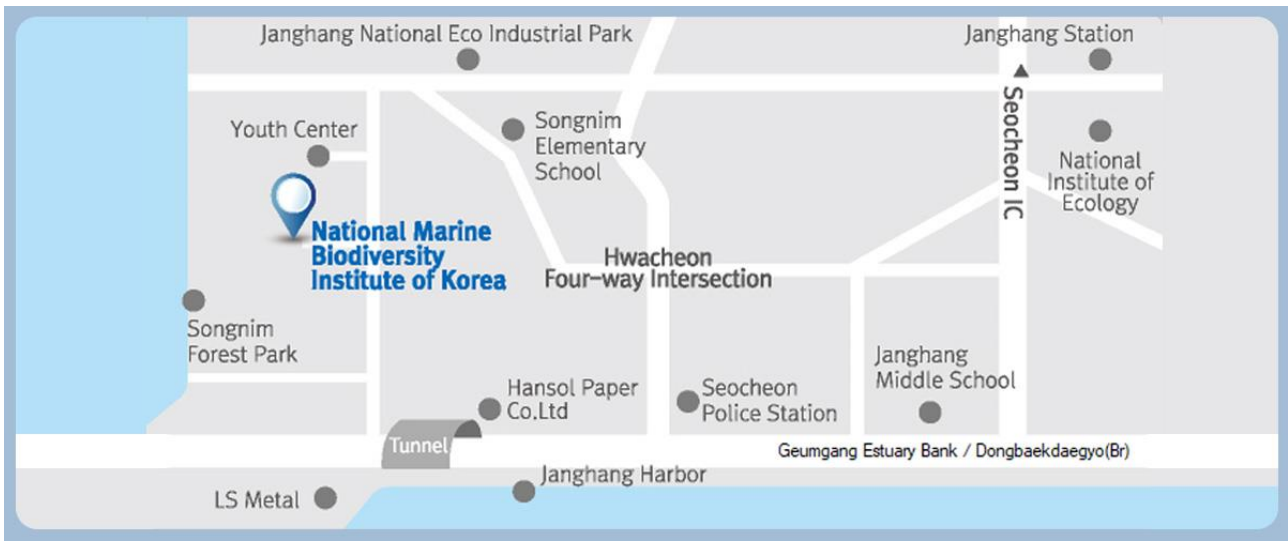 Janghang National Eco Industrial Park
Janghang Station
Youth Center
Songnim
Elementary
School
Seocheon IC
National
Institute of
Ecology
National Marine
Biodiversity
Institute of Korea
Hwacheon
Four-way Intersection
Songnim
Forest Park
Janghang
Middle School
Hansol Paper
Co.Ltd
Seocheon
Police Station
Tunnel
Geumgang Estuary Bank / Dongbaekdaegyo(Br)
Janghang Harbor
LS Metal